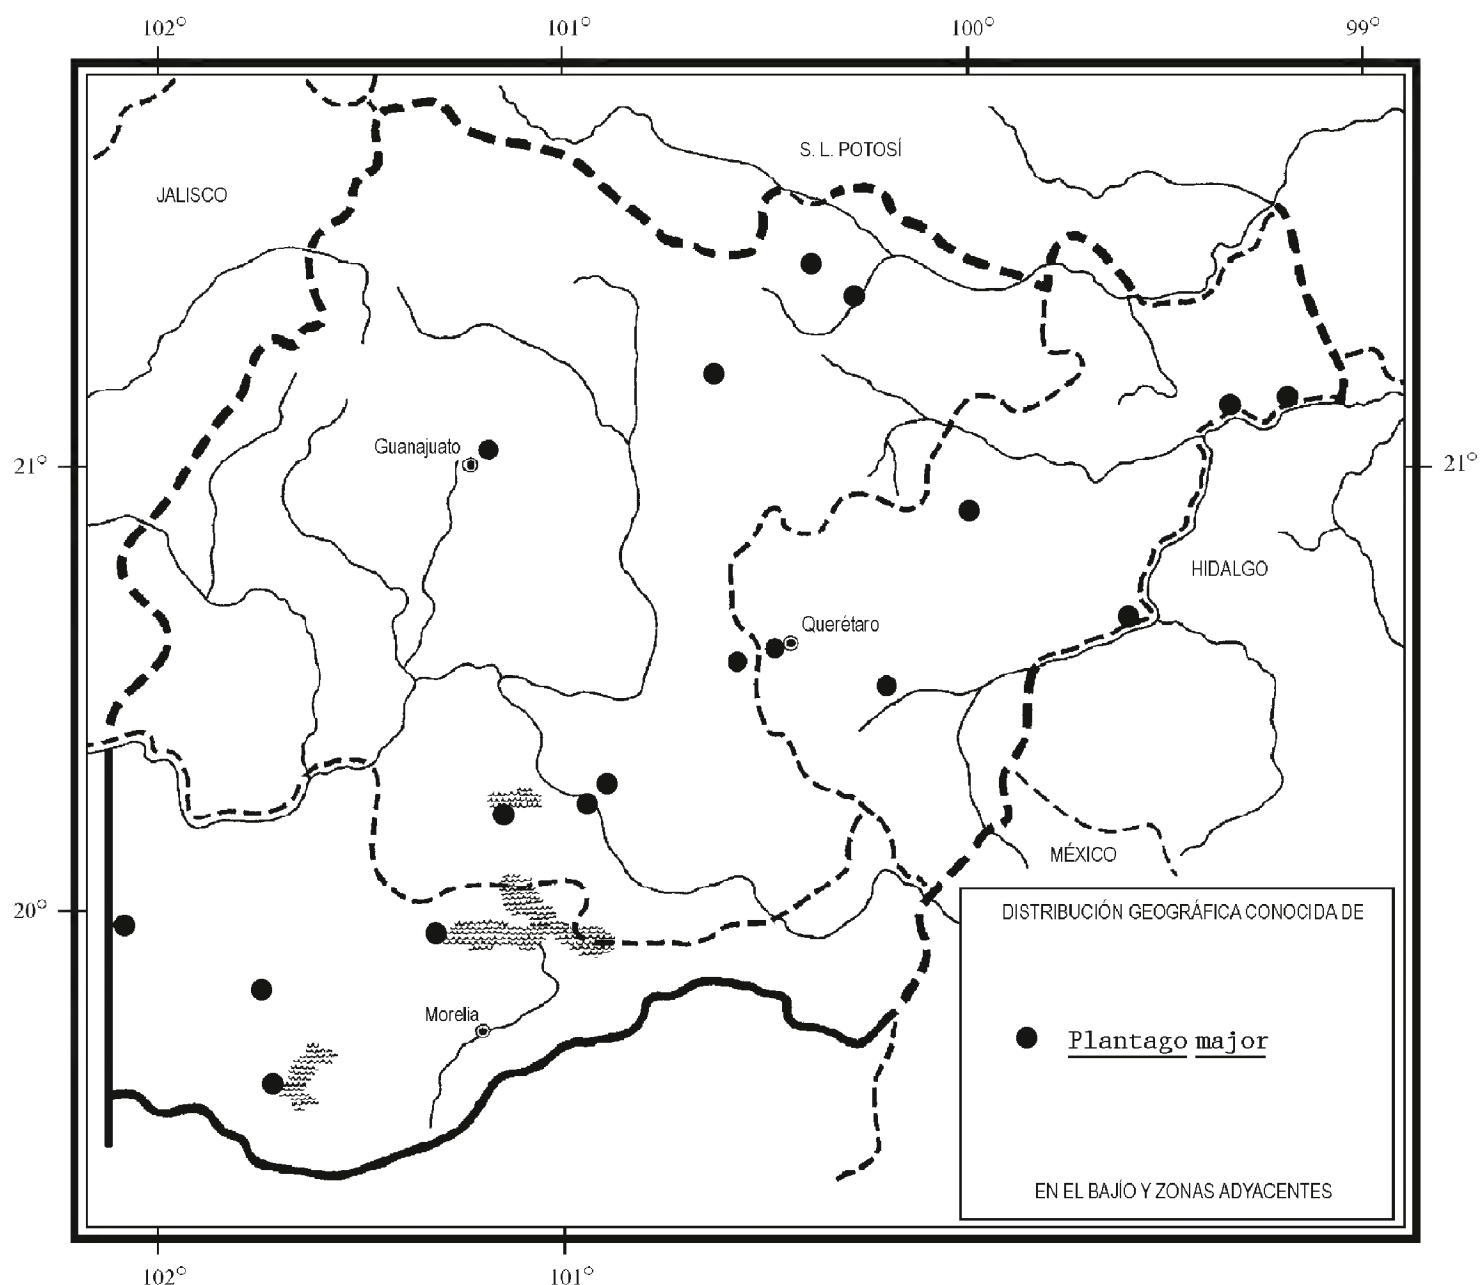 102° 101° 100° 99°
S. L. POTOSÍ
JALISCO
Guanajuato
21° 21°
HIDALGO
Querétaro
MÉXICO
20°
DISTRIBUCIÓN GEOGRÁFICA CONOCIDA DE
Morelia
Plantago major
EN EL BAJÍO Y ZONAS ADYACENTES
102° 101°